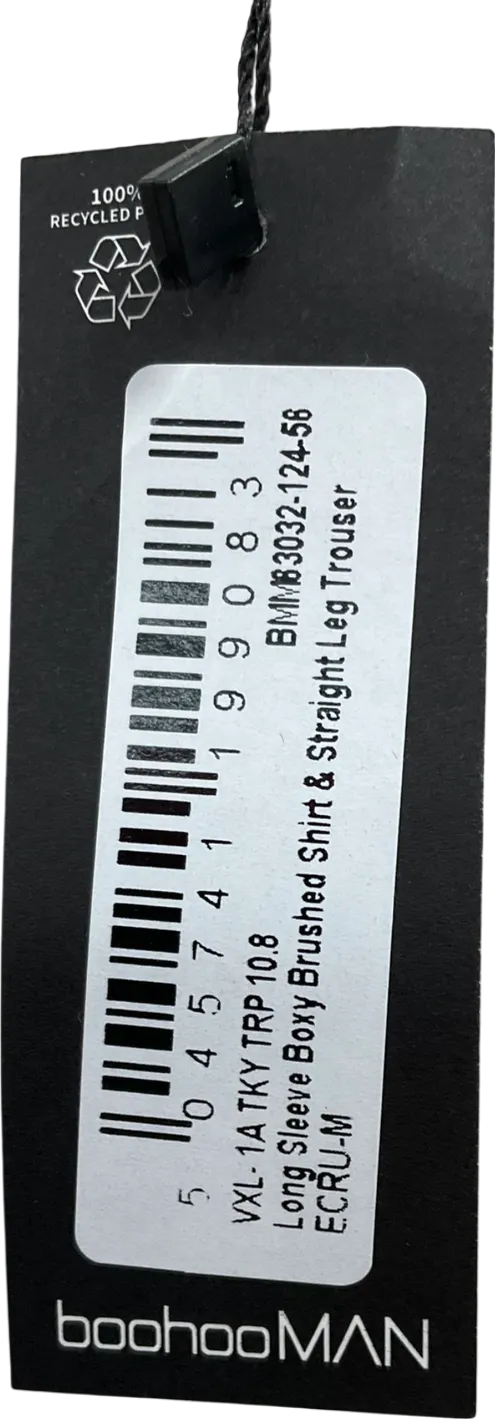 100%
RECYCLED P
5 045741 199083
VXL-1A TKY TRP 10.8 BMM83032-124-56
Long Sleeve Boxy Brushed Shirt & Straight Leg Trouser
ECRU-M
boohooMAN